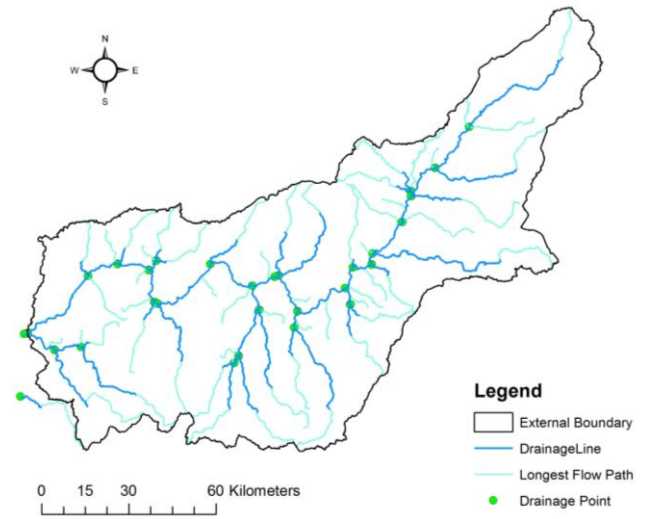 N
W E
S
Legend
External Boundary
DrainageLine
Longest Flow Path
Drainage Point
0 15 30 60 Kilometers